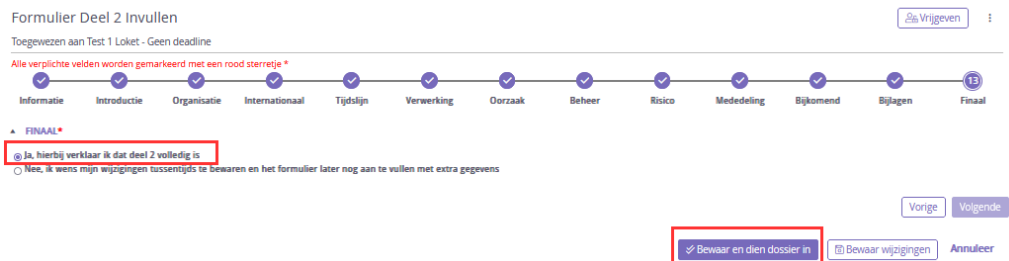 Formulier Deel 2 Invullen
Vrijgeven
Toegewezen aan Test 1 Loket - Geen deadline
Alle verplichte velden worden gemarkeerd met een rood sterretje *
13
Informatie Introductie Organisatie Internationaal Tijdslijn Verwerking Oorzaak Beheer Risico Mededeling Bijkomend Bijlagen Finaal
FINAAL*
Ja, hierbij verklaar ik dat deel 2 volledig is
Nee, ik wens mijn wijzigingen tussentijds te bewaren en het formulier later nog aan te vullen met extra gegevens
Vorige Volgende
Bewaar en dien dossier in Bewaar wijzigingen Annuleer